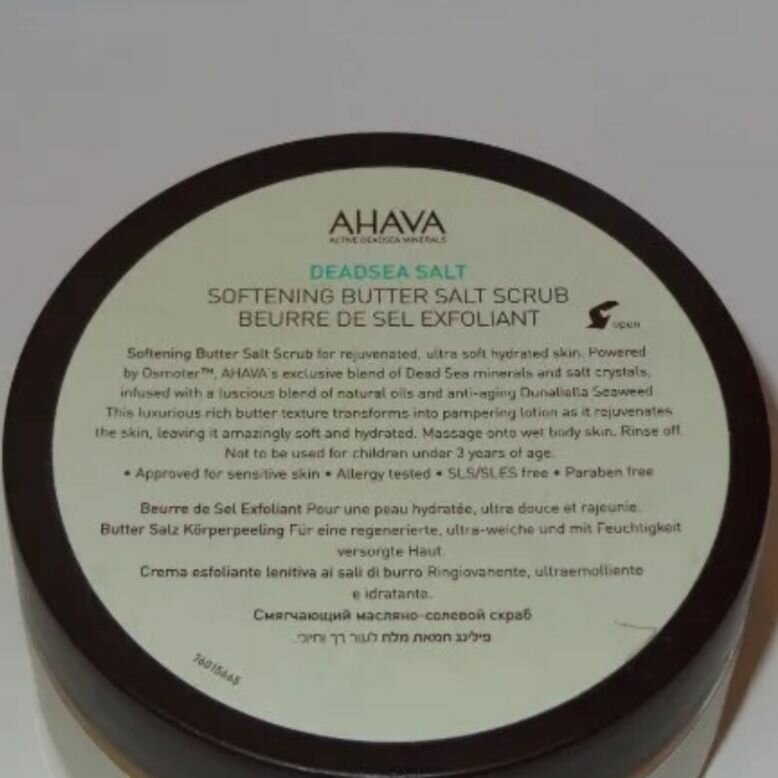 AHAVA
ACTIVE DEADSEA MINERALS
DEADSEA SALT
SOFTENING BUTTER SALT SCRUB
BEURRE DE SEL EXFOLIANT
open
Softening Butter Salt Scrub for rejuvenated, ultra soft hydrated skin. Powered
by Osmoter™, AHAVA's exclusive blend of Dead Sea minerals and salt crystals,
infused with a luscious blend of natural oils and anti-aging Dunaliella Seaweed
This luxurious rich butter texture transforms into pampering lotion as it rejuvenates
the skin, leaving it amazingly soft and hydrated. Massage onto wet body skin. Rinse off.
Not to be used for children under 3 years of age.
• Approved for sensitive skin • Allergy tested • SLS/SLES free • Paraben free
Beurre de Sel Exfoliant Pour une peau hydratée, ultra douce et rajeunie.
Butter Salz Körperpeeling Für eine regenerierte, ultra-weiche und mit Feuchtigkeit
versorgte Haut.
Crema esfoliante lenitiva ai sali di burro Ringiovanente, ultraemolliente
e idratante.
Смягчающий масляно-солевой скраб
פילינג חמאת מלח לעור רך וחיוני.